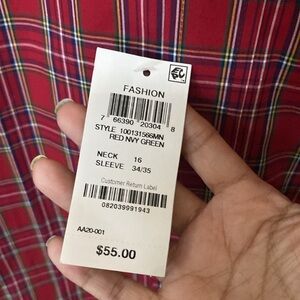 FASHION
7 66390 20304 8
STYLE 100131566MN
RED NVY GREEN
NECK 16
SLEEVE 34/35
Customer Return Label
082039991943
AA20-001
$55.00